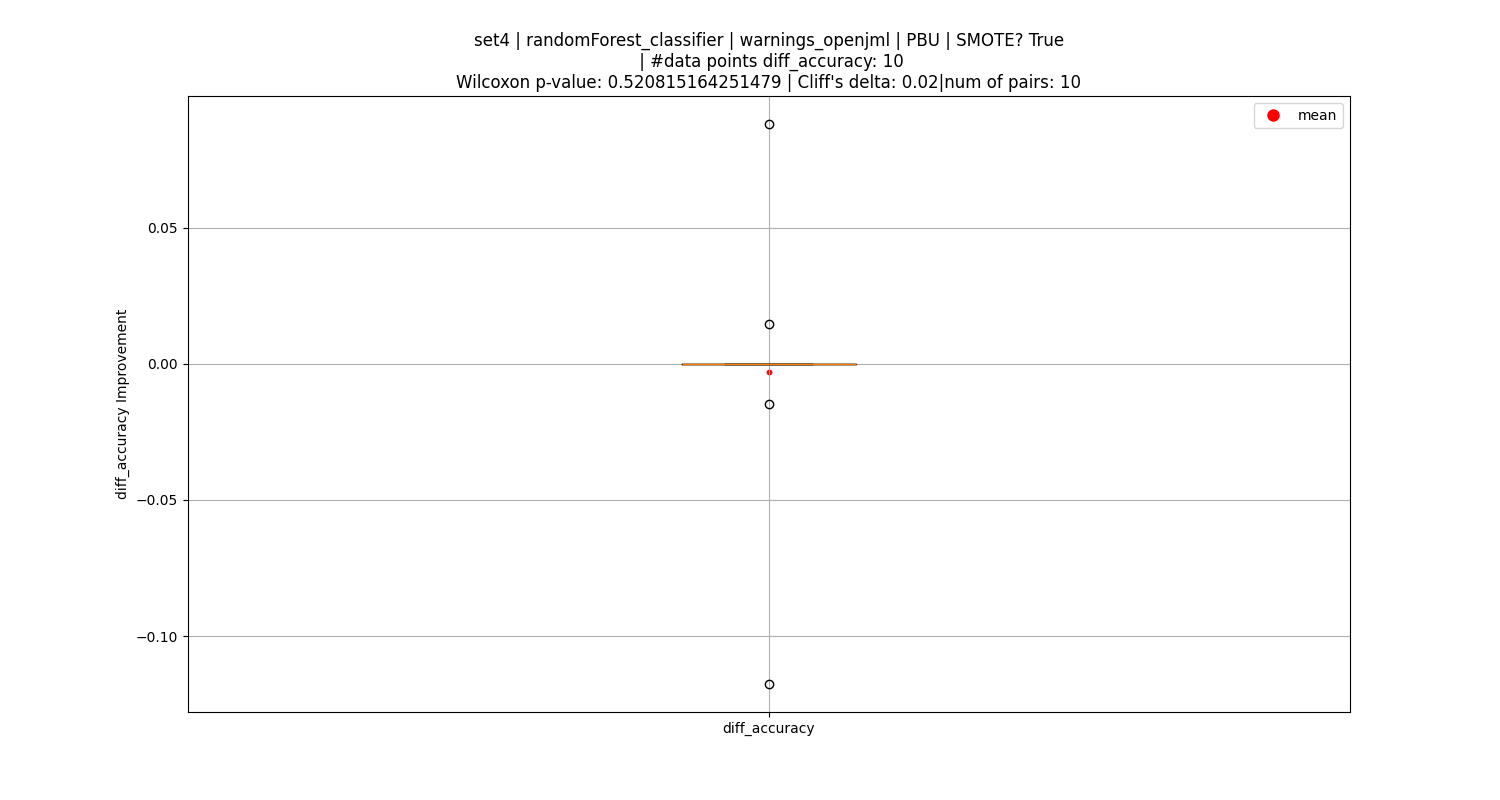 set4 | randomForest_classifier | warnings_openjml | PBU | SMOTE? True
| #data points diff_accuracy: 10
Wilcoxon p-value: 0.520815164251479 | Cliff's delta: 0.02|num of pairs: 10
mean
0.05
0.00
−0.05
−0.10
diff_accuracy Improvement
diff_accuracy